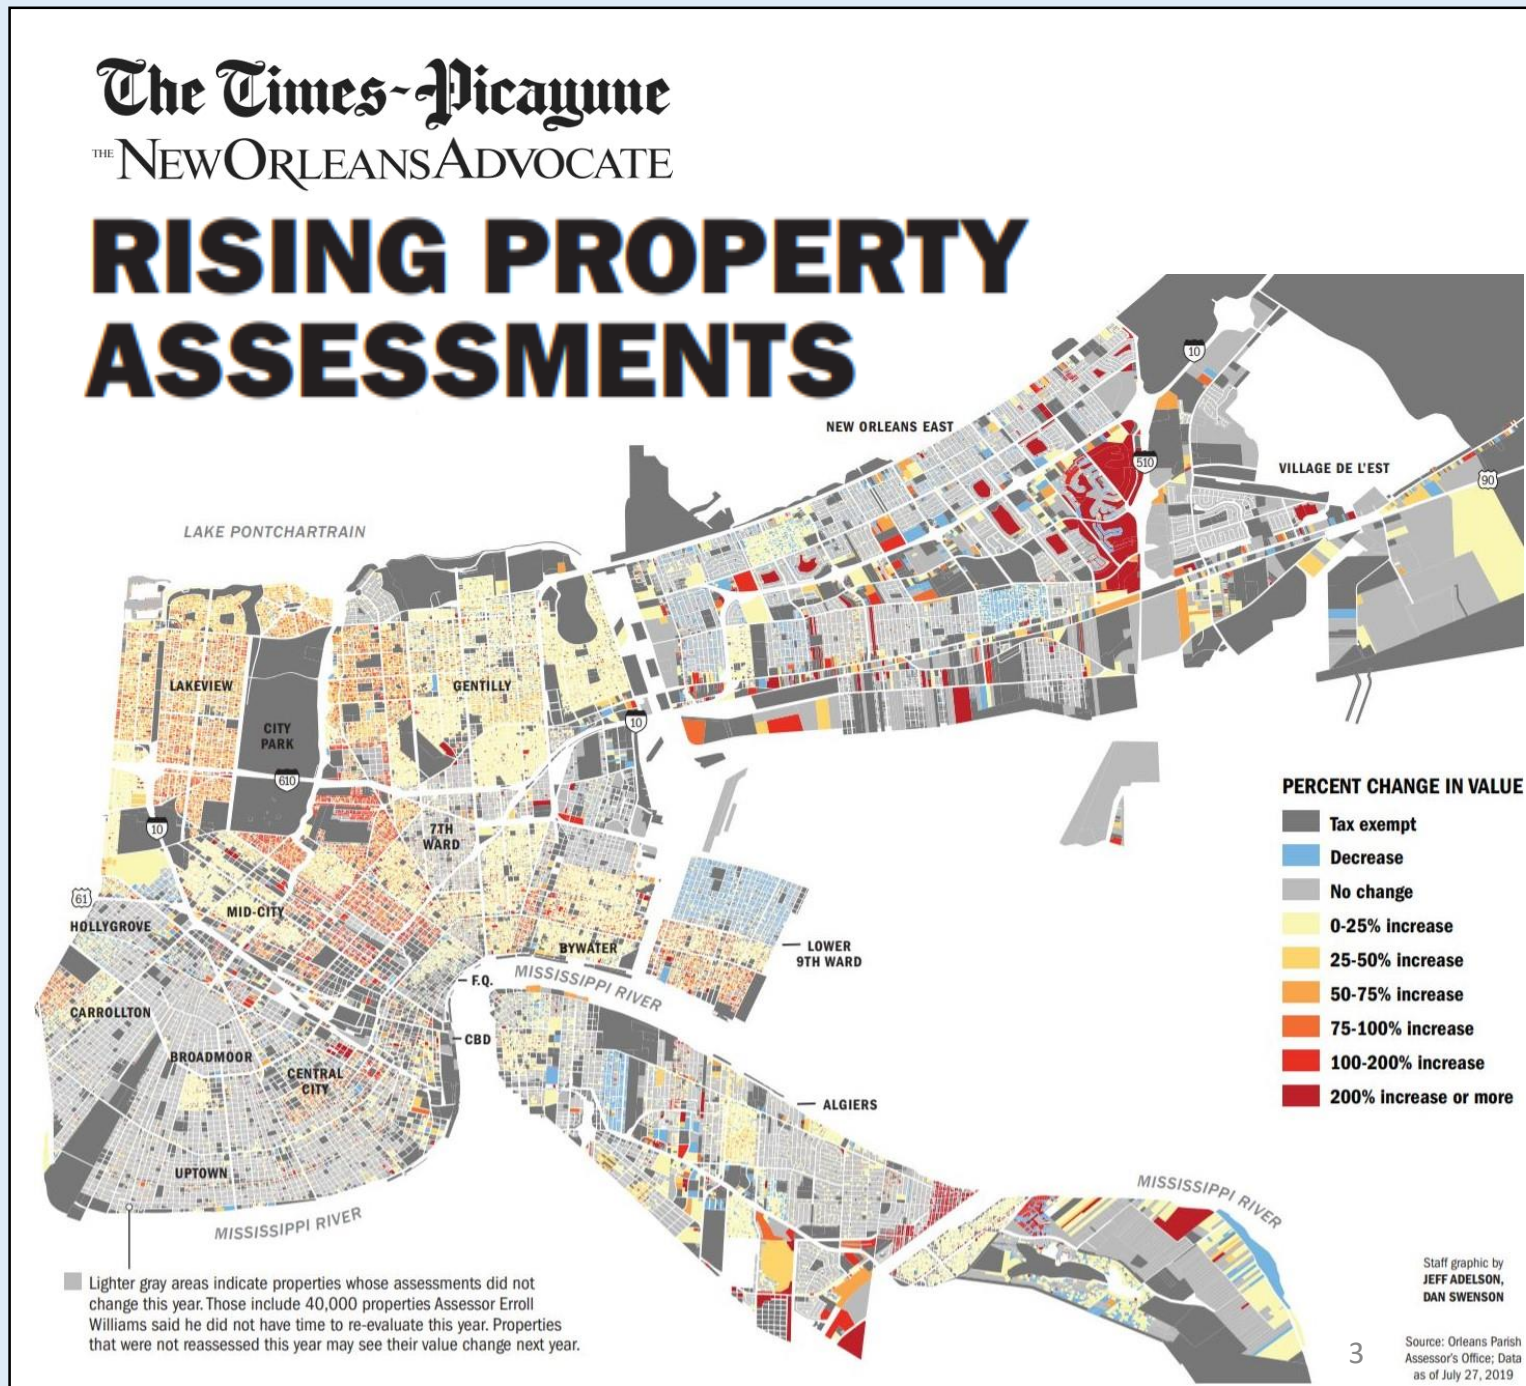 The Times-Picayune
THE NEW ORLEANS ADVOCATE
RISING PROPERTY
ASSESSMENTS
NEW ORLEANS EAST
10
510
VILLAGE DE L'EST
90
LAKE PONTCHARTRAIN
LAKEVIEW
GENTILLY
CITY
PARK
10
610
10
7TH
WARD
61
HOLLYGROVE
MID-CITY
BYWATER
LOWER
9TH WARD
F.Q.
MISSISSIPPI RIVER
CARROLLTON
CBD
BROADMOOR
CENTRAL
CITY
ALGIERS
UPTOWN
MISSISSIPPI RIVER
MISSISSIPPI RIVER
PERCENT CHANGE IN VALUE
Tax exempt
Decrease
No change
0-25% increase
25-50% increase
50-75% increase
75-100% increase
100-200% increase
200% increase or more
Lighter gray areas indicate properties whose assessments did not
change this year. Those include 40,000 properties Assessor Erroll
Williams said he did not have time to re-evaluate this year. Properties
that were not reassessed this year may see their value change next year.
Staff graphic by
JEFF ADELSON,
DAN SWENSON
3
Source: Orleans Parish
Assessor's Office; Data
as of July 27, 2019